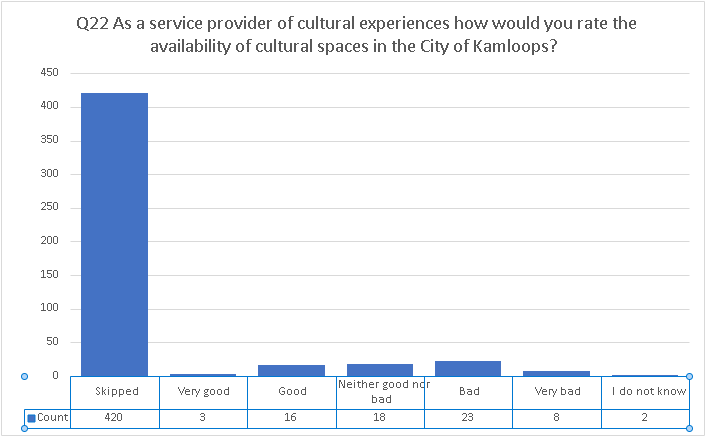 Q22 As a service provider of cultural experiences how would you rate the
availability of cultural spaces in the City of Kamloops?
450
400
350
300
250
200
150
100
50
0
Skipped Very good Good Neither good nor bad Bad Very bad I do not know
Count 420 3 16 18 23 8 2